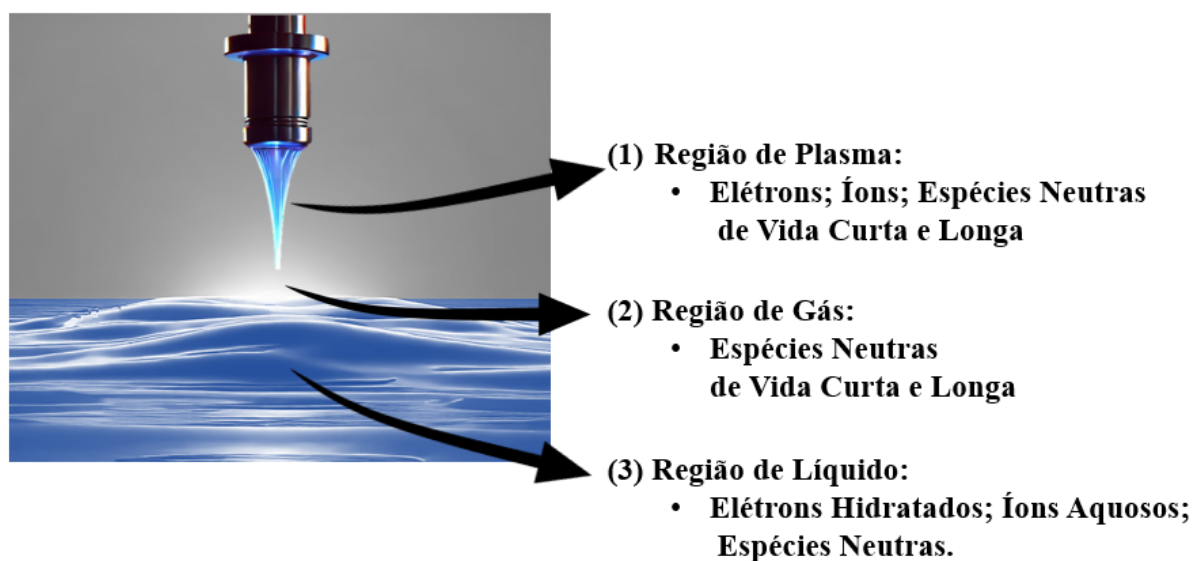 (1) Região de Plasma:
• Elétrons; Íons; Espécies Neutras
de Vida Curta e Longa
(2) Região de Gás:
• Espécies Neutras
de Vida Curta e Longa
(3) Região de Líquido:
• Elétrons Hidratados; Íons Aquosos;
Espécies Neutras.